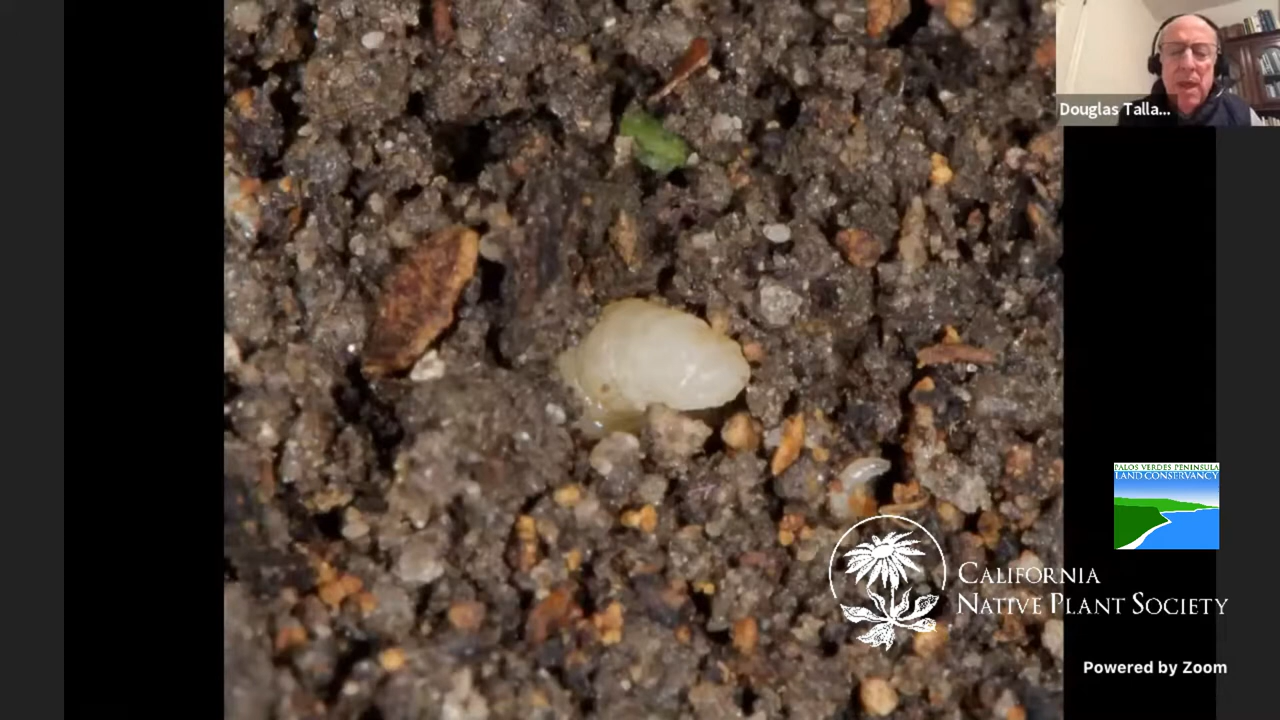 Douglas Talla...
PALOS VERDES PENINSULA
LAND CONSERVANCY
CALIFORNIA
NATIVE PLANT SOCIETY
Powered by Zoom